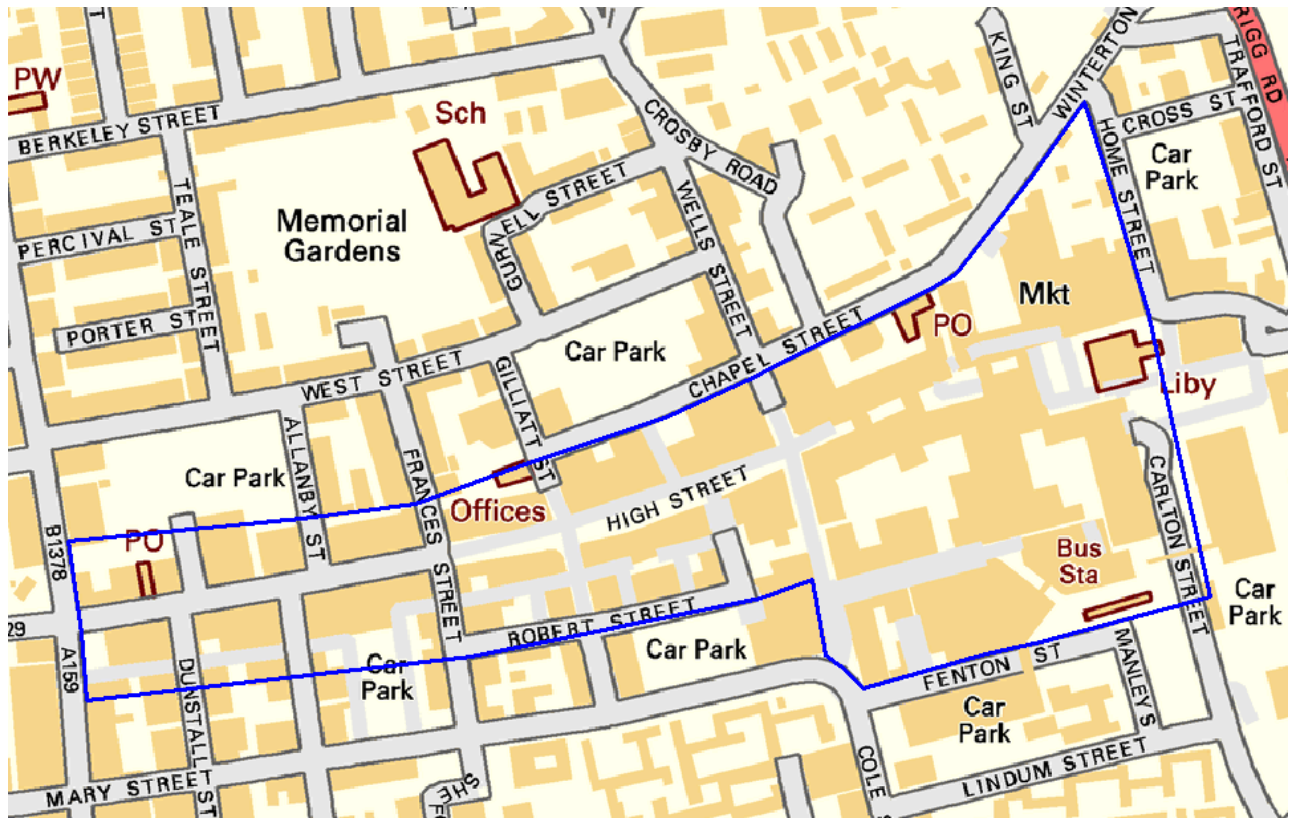 T
BRIGG RD
WINTERTON
KING ST
TRAFFORD ST
PW
Sch
BERKELEY STREET
CROSBY ROAD
CROSS ST
HOME STREET
Car
Park
TEALE STREET
ELL STREET
GURN
WELLS STREET
Memorial
Gardens
PERCIVAL ST
Mkt
PORTER ST
PO
CHAPEL STREET
Car Park
Liby
WEST STREET
GILLIATT ST
ALLANBY ST
FRANCES STREET
Car Park
CARLTON STREET
Offices
HIGH STREET
B1378
PO
Bus
Sta
Car
Park
29
ROBERT STREET
Car Park
A159
DUNSTALL ST
Car
Park
FENTON ST
MANLEY S
Car
Park
COLE S
LINDUM STREET
MARY STREET
SHE